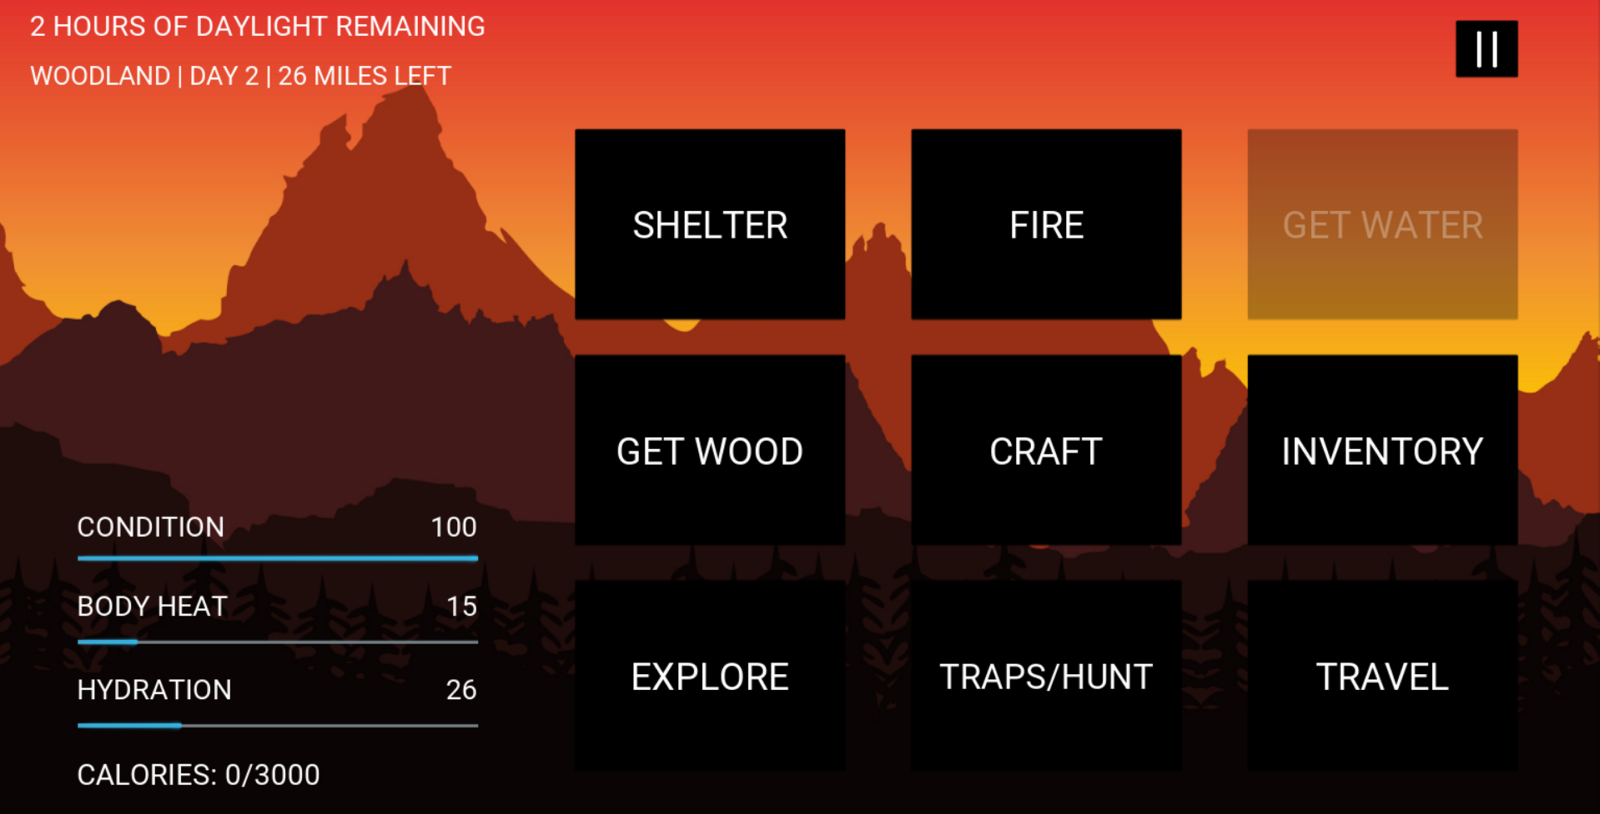 2 HOURS OF DAYLIGHT REMAINING
WOODLAND | DAY 2 | 26 MILES LEFT
SHELTER
FIRE
GET WATER
GET WOOD
CRAFT
INVENTORY
EXPLORE
TRAPS/HUNT
TRAVEL
CONDITION 100
BODY HEAT 15
HYDRATION 26
CALORIES: 0/3000